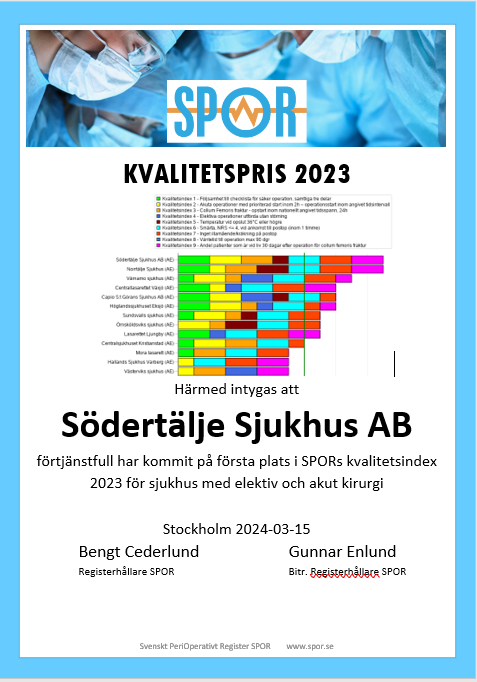 SPOR
KVALITETSPRIS 2023
Kvalitetsindex 1 - Följsamhet till checklista för säker operation, samtliga tre delar
Kvalitetsindex 2 - Akuta operationer med prioriterad start inom 2h - operationsstart inom angivet tidsintervall
Kvalitetsindex 3 - Collum Femoris fraktur - opstart inom nationellt angivet tidsspann, 24h
Kvalitetsindex 4 - Elektiva operationer utförda utan störning
Kvalitetsindex 5 - Temperatur vid opslut 36°C eller högre
Kvalitetsindex 6 - Smärta, NRS <= 4, vid ankomst till postop (inom 1 timme)
Kvalitetsindex 7 - Inget illamående/kräkning på postop
Kvalitetsindex 8 - Väntetid till operation max 90 dgr
Kvalitetsindex 9 - Andel patienter som är vid liv 30 dagar efter operation för collum femoris fraktur
Södertälje Sjukhus AB (AE)
Norrtälje Sjukhus (AE)
Värnamo sjukhus (AE)
Centrallasarettet Växjö (AE)
Capio S:t Görans Sjukhus AB (AE)
Höglandssjukhuset Eksjö (AE)
Sundsvalls sjukhus (AE)
Örnsköldsviks sjukhus (AE)
Lasarettet Ljungby (AE)
Centralsjukhuset Kristianstad (AE)
Mora lasarett (AE)
Hallands Sjukhus Varberg (AE)
Västerviks sjukhus (AE)
Härmed intygas att
Södertälje Sjukhus AB
förtjänstfull har kommit på första plats i SPORs kvalitetsindex
2023 för sjukhus med elektiv och akut kirurgi
Stockholm 2024-03-15
Bengt Cederlund Gunnar Enlund
Registerhållare SPOR Bitr. Registerhållare SPOR
Svenskt PeriOperativt Register SPOR www.spor.se